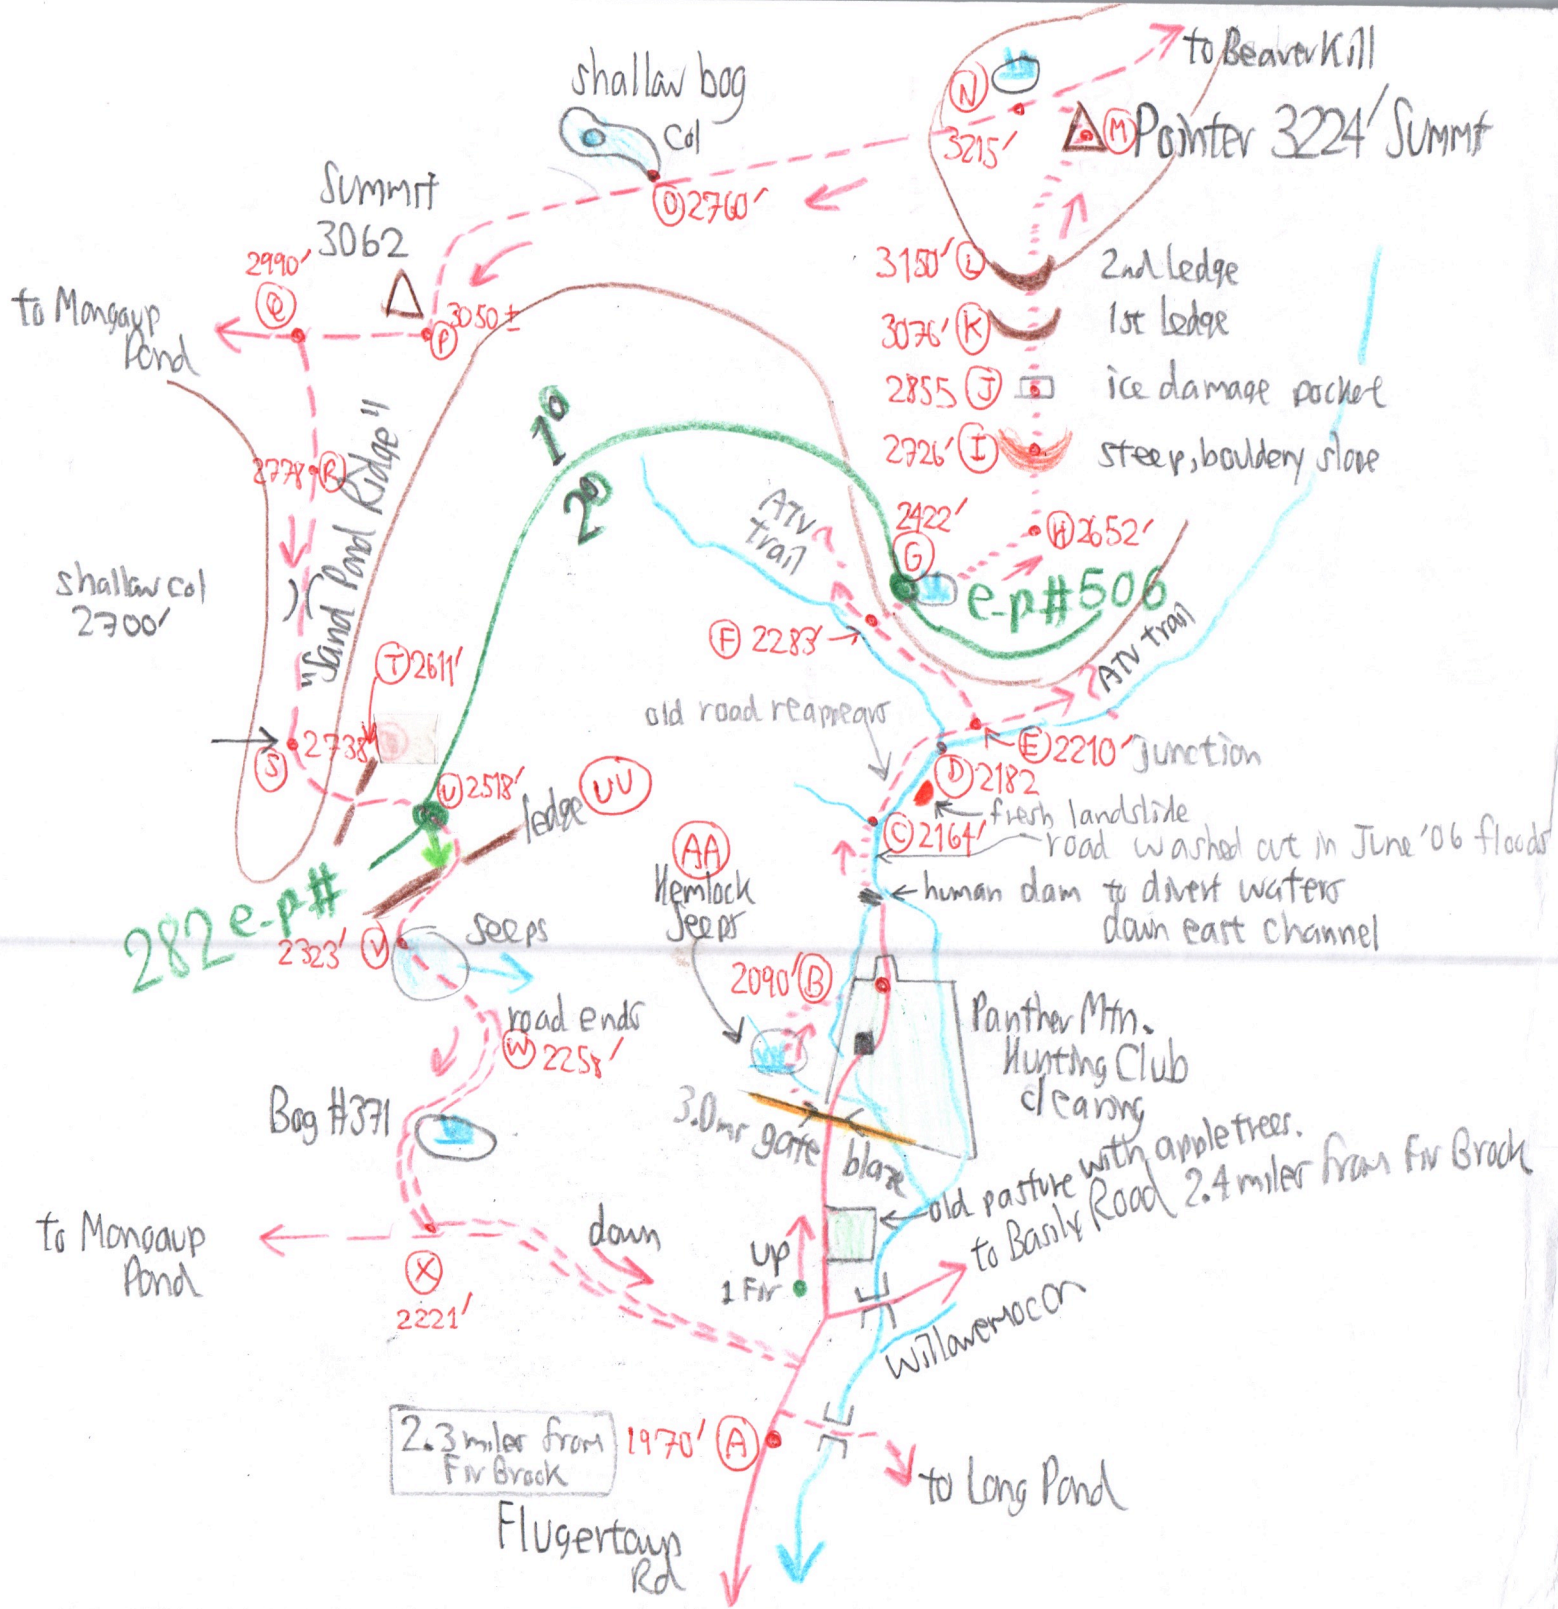 to BeaverKill
shallow bog
Col
N
3215'
M
Pointer 3224' Summit
O 2760'
Summit
3062
2990'
Q
to Mongaup
Pond
3050±
P
3150' L
2nd Ledge
3076' K
1st Ledge
2855 J
ice damage pocket
2726' I
steep, bouldery slope
1º
2º
2778 R
"Sand Pond Ridge"
ATV
trail
2422'
G
H 2652'
e-p#506
shallow col
2700'
F 2283'
ATV trail
T 2611'
old road reappears
2738'
S
E 2210' junction
D 2182
U 2518'
ledge UU
fresh landslide
C 2164'
road washed out in June '06 floods
AA
Hemlock
Seeps
human dam to divert waters
down east channel
282 e-p#
2323' V
seeps
2090' B
road ends
W 2258'
Panther Mtn.
Hunting Club
clearing
Bog #371
3.0mi gate
blaze
old pasture with apple trees.
to Basily Road 2.4 miles from Fir Brook
to Mongaup
Pond
down
up
1 Fir
X
2221'
Willowemoc Cr
2.3 miles from
Fir Brook
1970' A
to Long Pond
Flugertown
Rd